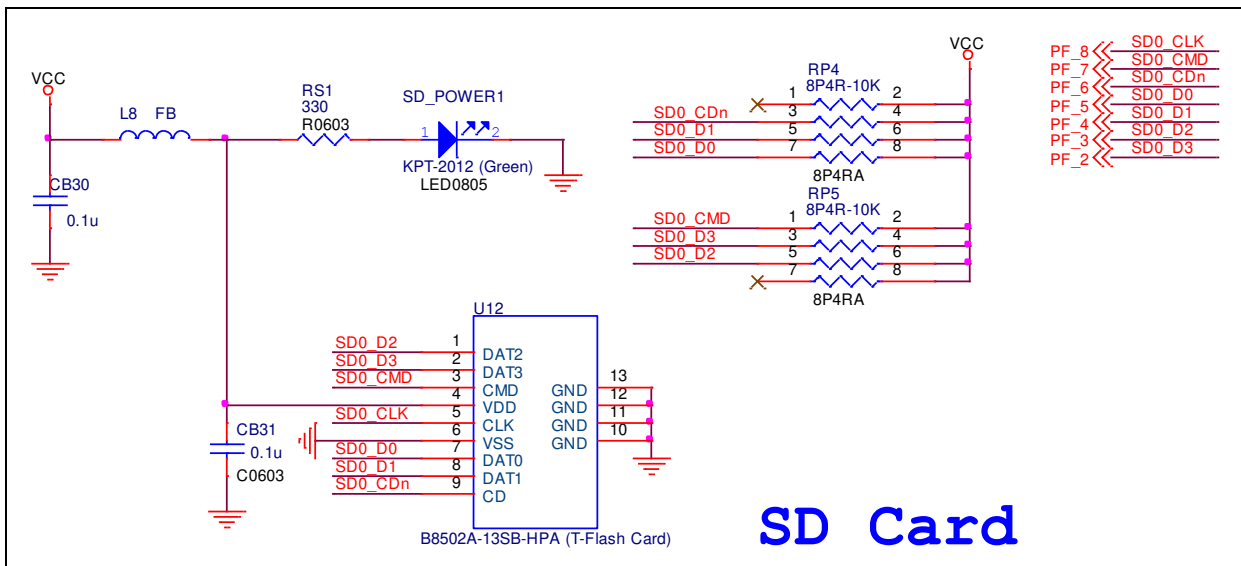 VCC
L8 FB
CB30
0.1u
RS1
330
R0603
SD_POWER1
1 2
KPT-2012 (Green)
LED0805
CB31
0.1u
C0603
VCC
RP4
8P4R-10K
1 2
SD0_CDn 3 4
SD0_D1 5 6
SD0_D0 7 8
8P4RA
RP5
8P4R-10K
SD0_CMD 1 2
SD0_D3 3 4
SD0_D2 5 6
7 8
8P4RA
PF_8 SD0_CLK
PF_7 SD0_CMD
PF_6 SD0_CDn
PF_5 SD0_D0
PF_4 SD0_D1
PF_3 SD0_D2
PF_2 SD0_D3
U12
SD0_D2 1 DAT2
SD0_D3 2 DAT3
SD0_CMD 3 CMD
4 VDD
SD0_CLK 5 CLK
6 VSS
SD0_D0 7 DAT0
SD0_D1 8 DAT1
SD0_CDn 9 CD
GND 13
GND 12
GND 11
GND 10
B8502A-13SB-HPA (T-Flash Card)
SD Card